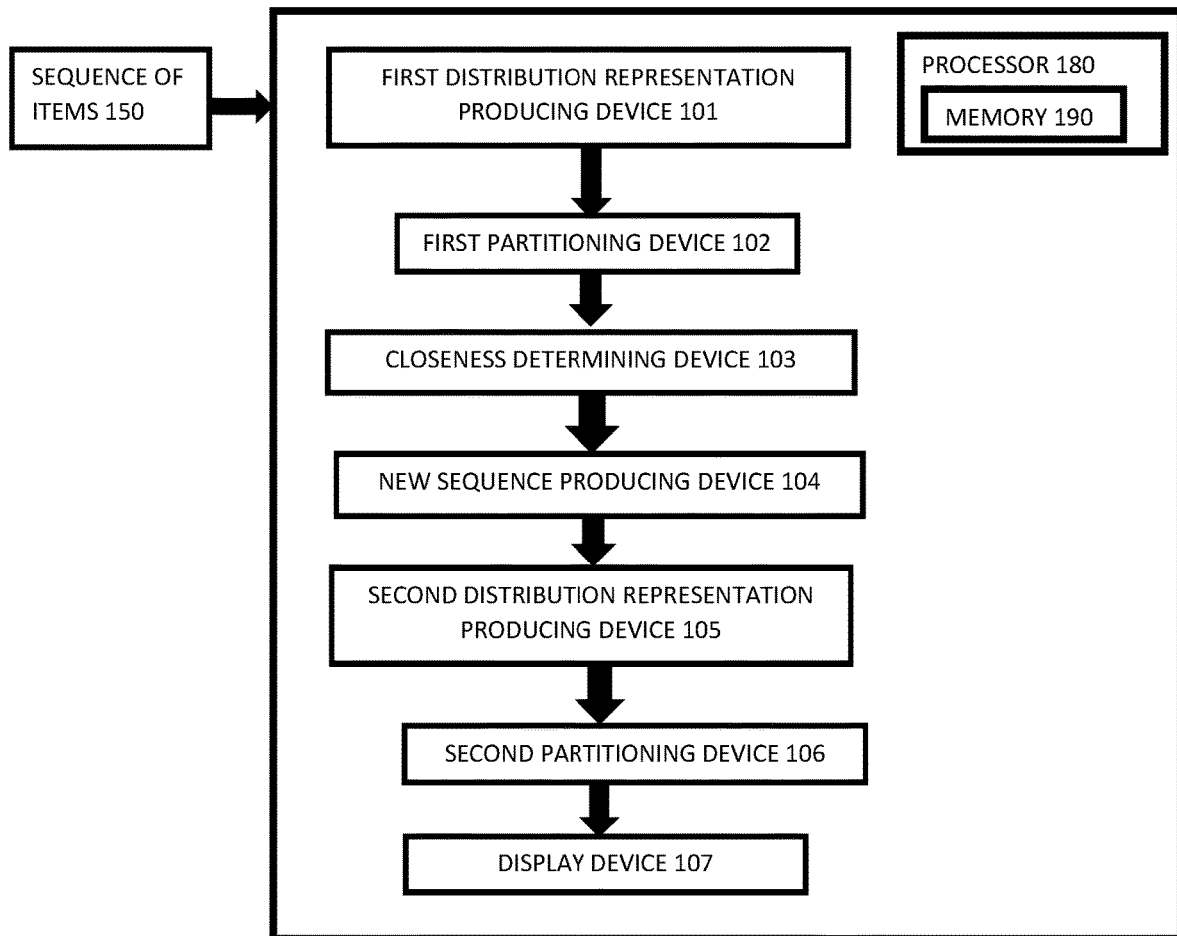 SEQUENCE OF
ITEMS 150
FIRST DISTRIBUTION REPRESENTATION
PRODUCING DEVICE 101
PROCESSOR 180
MEMORY 190
FIRST PARTITIONING DEVICE 102
CLOSENESS DETERMINING DEVICE 103
NEW SEQUENCE PRODUCING DEVICE 104
SECOND DISTRIBUTION REPRESENTATION
PRODUCING DEVICE 105
SECOND PARTITIONING DEVICE 106
DISPLAY DEVICE 107